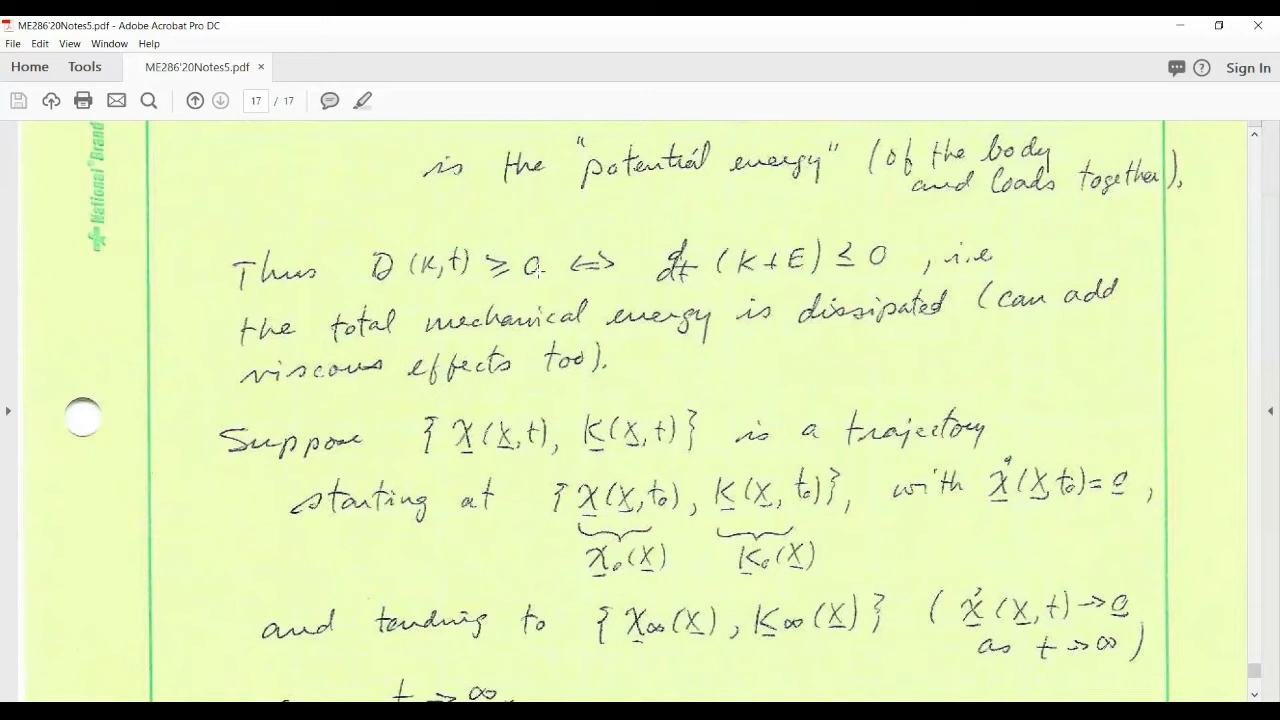 ME286'20Notes5.pdf - Adobe Acrobat Pro DC
File Edit View Window Help
Home Tools ME286'20Notes5.pdf × Sign In
17 / 17
National Brand
is the "potential energy" (of the body
and loads together).
Thus D(K,t) ≥ 0 ⟺ d/dt (K+E) ≤ 0 , i.e
the total mechanical energy is dissipated (can add
viscous effects too).
Suppose {χ(X,t), K(X,t)} is a trajectory
starting at {χ(X,t₀), K(X,t₀)}, with χ̇(X,t₀)=0,
χ₀(X) K₀(X)
and tending to {χ∞(X), K∞(X)} (χ̇(X,t)→0
as t→∞)
t → ∞.